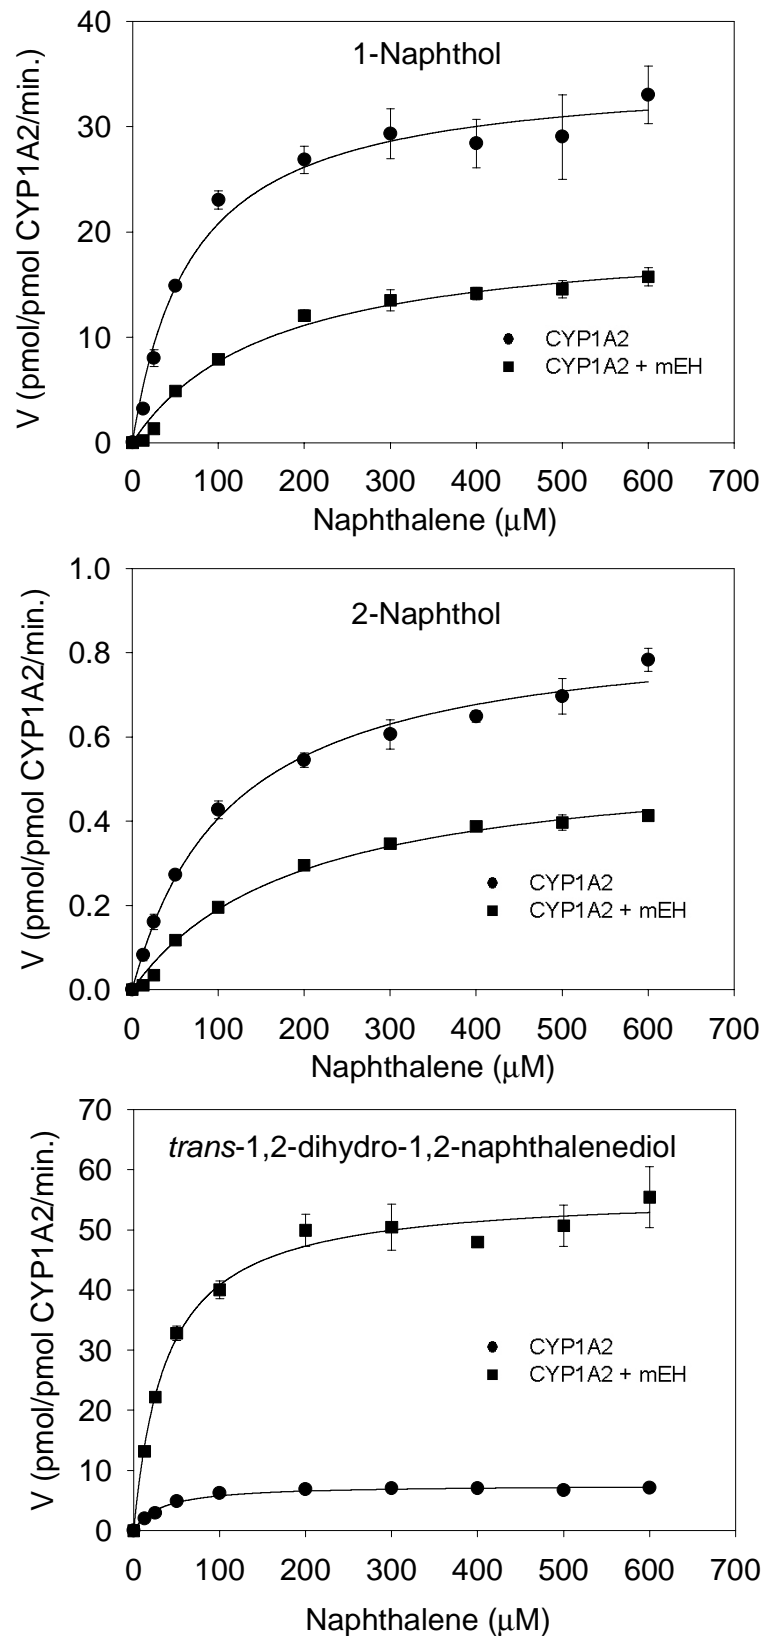 1-Naphthol
V (pmol/pmol CYP1A2/min.)
40
30
20
10
0
CYP1A2
CYP1A2 + mEH
0 100 200 300 400 500 600 700
Naphthalene (μM)
2-Naphthol
V (pmol/pmol CYP1A2/min.)
1.0
0.8
0.6
0.4
0.2
0.0
CYP1A2
CYP1A2 + mEH
0 100 200 300 400 500 600 700
Naphthalene (μM)
trans-1,2-dihydro-1,2-naphthalenediol
V (pmol/pmol CYP1A2/min.)
70
60
50
40
30
20
10
0
CYP1A2
CYP1A2 + mEH
0 100 200 300 400 500 600 700
Naphthalene (μM)